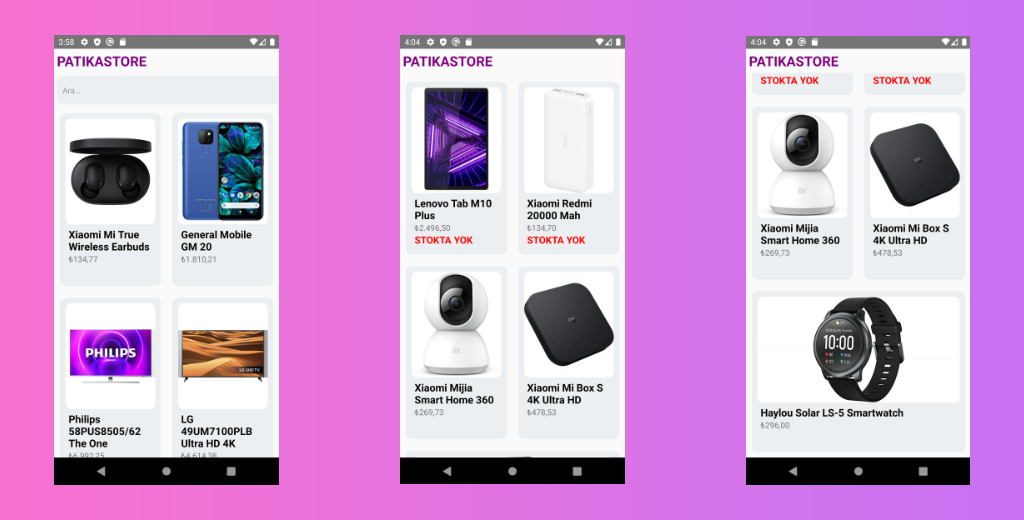 3:58
PATIKASTORE
Ara...
Xiaomi Mi True
Wireless Earbuds
₺134,77
General Mobile
GM 20
₺1.810,21
PHILIPS
Philips
58PUS8505/62
The One
₺6.992,25
LG UHD TV
LG
49UM7100PLB
Ultra HD 4K
₺4.614,38
4:04
PATIKASTORE
Lenovo Tab M10
Plus
₺2.496,50
STOKTA YOK
Xiaomi Redmi
20000 Mah
₺134,70
STOKTA YOK
Xiaomi Mijia
Smart Home 360
₺269,73
Xiaomi Mi Box S
4K Ultra HD
₺478,53
4:04
PATIKASTORE
STOKTA YOK
STOKTA YOK
Xiaomi Mijia
Smart Home 360
₺269,73
Xiaomi Mi Box S
4K Ultra HD
₺478,53
10:00
Haylou Solar LS-5 Smartwatch
₺296,00